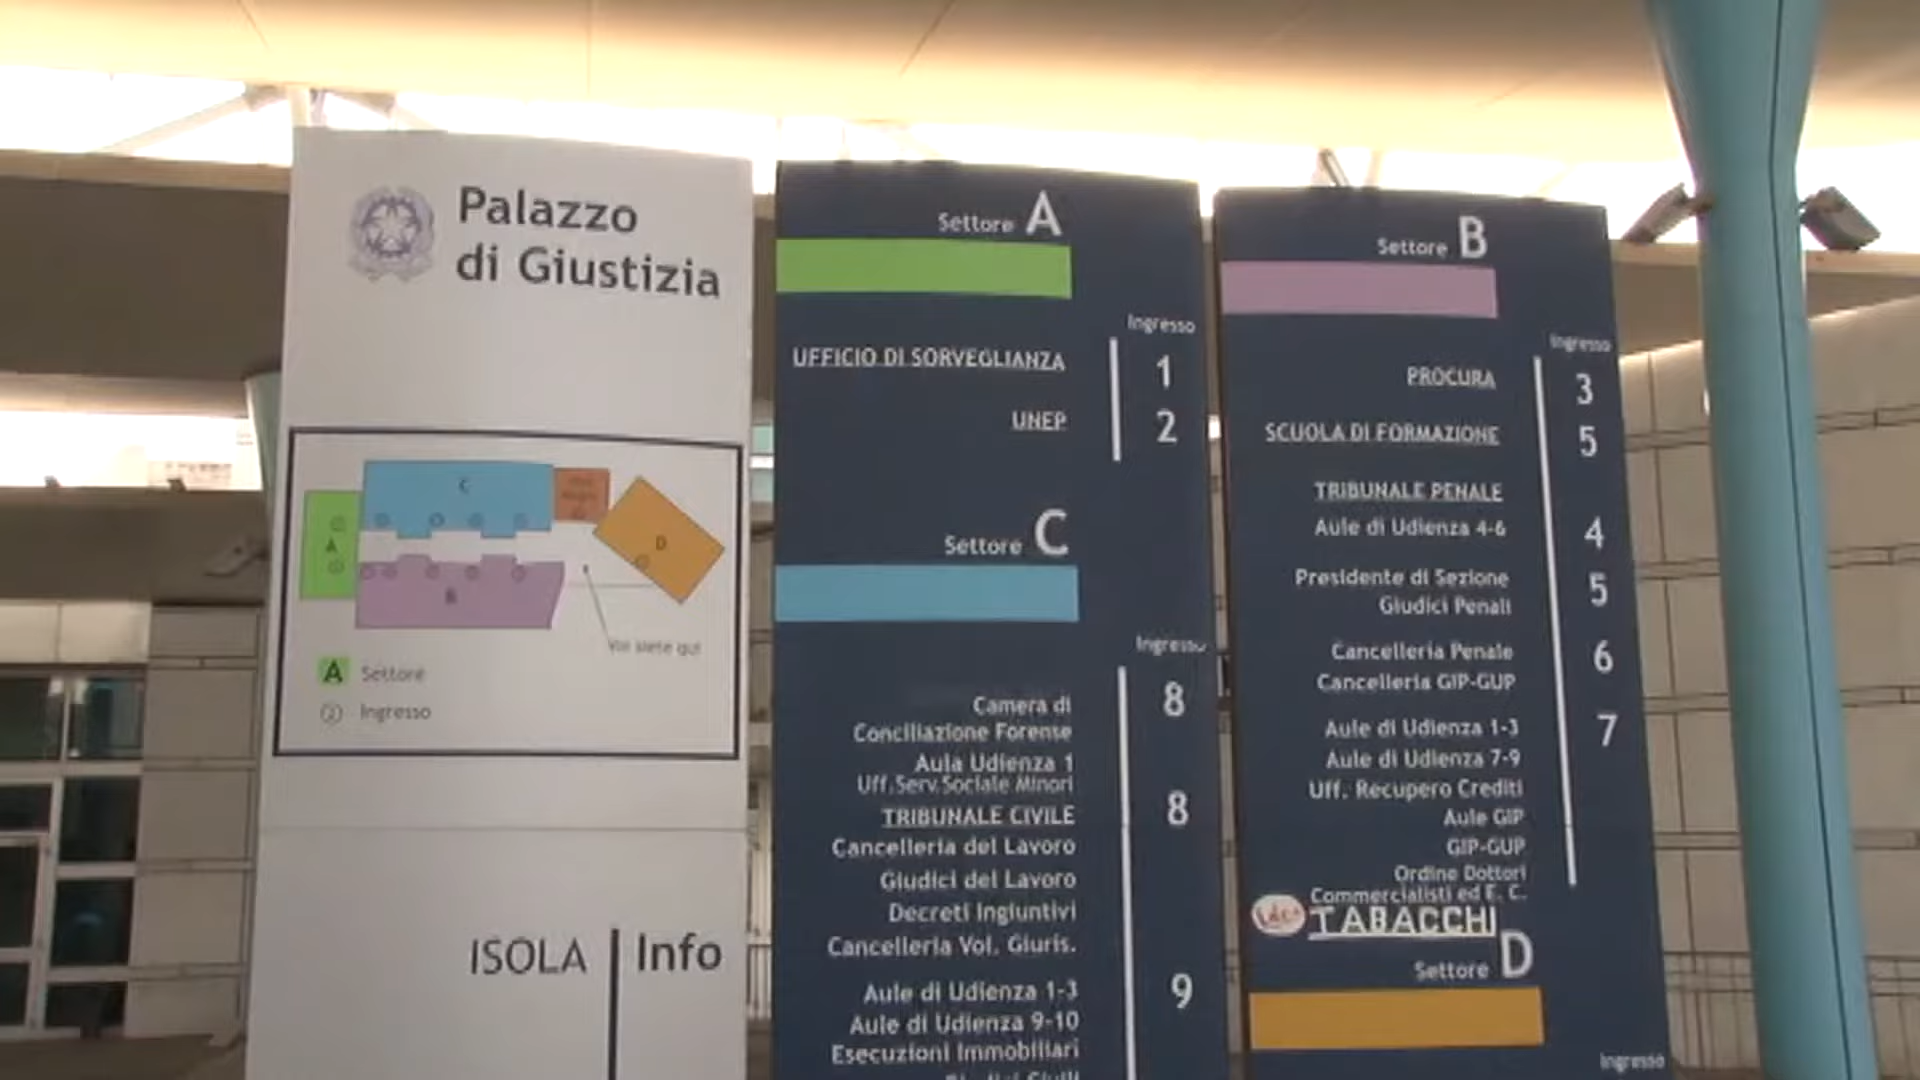 Palazzo
di Giustizia
C
A
D
B
Voi siete qui
A Settore
2 Ingresso
ISOLA Info
Settore A
Ingresso
UFFICIO DI SORVEGLIANZA 1
UNEP 2
Settore C
Ingresso
Camera di 8
Conciliazione Forense
Aula Udienza 1
Uff.Serv.Sociale Minori
TRIBUNALE CIVILE 8
Cancelleria del Lavoro
Giudici del Lavoro
Decreti Ingiuntivi
Cancelleria Vol. Giuris.
Aule di Udienza 1-3 9
Aule di Udienza 9-10
Esecuzioni Immobiliari
Settore B
Ingresso
PROCURA 3
SCUOLA DI FORMAZIONE 5
TRIBUNALE PENALE
Aule di Udienza 4-6 4
Presidente di Sezione 5
Giudici Penali
Cancelleria Penale 6
Cancelleria GIP-GUP
Aule di Udienza 1-3 7
Aule di Udienza 7-9
Uff. Recupero Crediti
Aule GIP
GIP-GUP
Ordine Dottori
Commercialisti ed E. C.
TABACCHI
Settore D
Ingresso